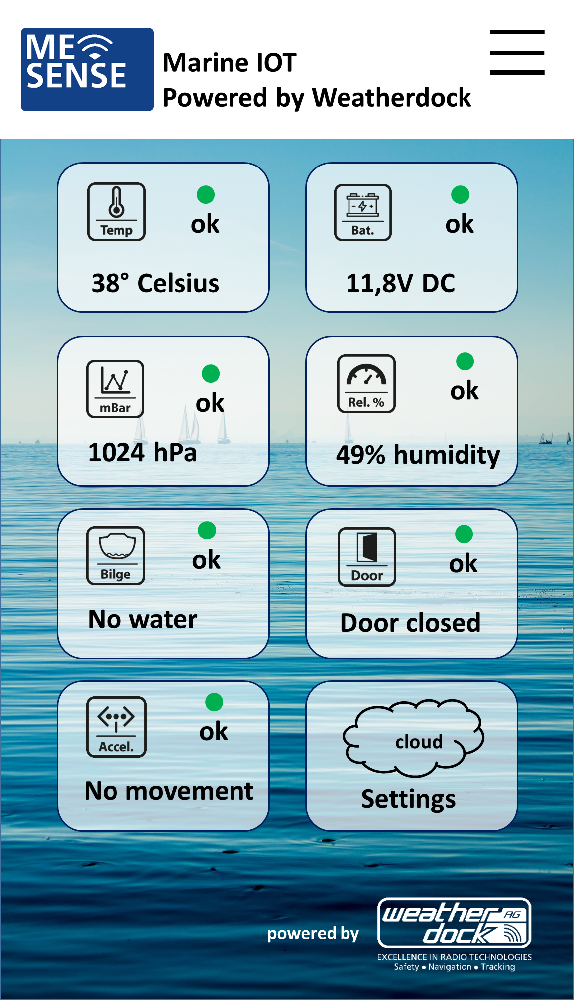 ME
SENSE
Marine IOT
Powered by Weatherdock
Temp
ok
38° Celsius
Bat.
ok
11,8V DC
mBar
ok
1024 hPa
Rel. %
ok
49% humidity
Bilge
ok
No water
Door
ok
Door closed
Accel.
ok
No movement
cloud
Settings
powered by
weather AG
dock
EXCELLENCE IN RADIO TECHNOLOGIES
Safety • Navigation • Tracking